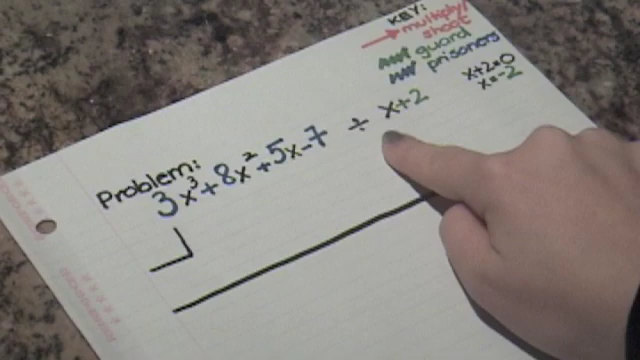 KEY:
multiply/
shoot
guard
prisoners
x+2=0
x=-2
Problem:
3x³+8x²+5x-7 ÷ x+2